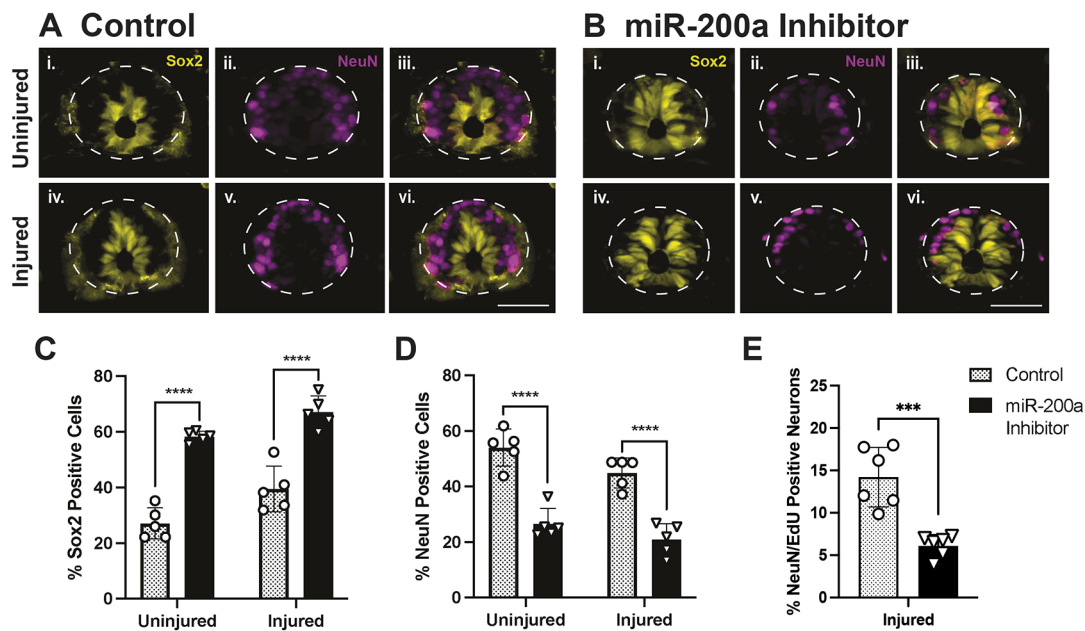 A Control
B miR-200a Inhibitor
Uninjured
i. Sox2
ii. NeuN
iii.
i. Sox2
ii. NeuN
iii.
Injured
iv.
v.
vi.
iv.
v.
vi.
C
% Sox2 Positive Cells
80
60
40
20
0
****
****
Uninjured
Injured
D
% NeuN Positive Cells
80
60
40
20
0
****
****
Uninjured
Injured
E
% NeuN/EdU Positive Neurons
25
20
15
10
5
0
***
Injured
Control
miR-200a
Inhibitor